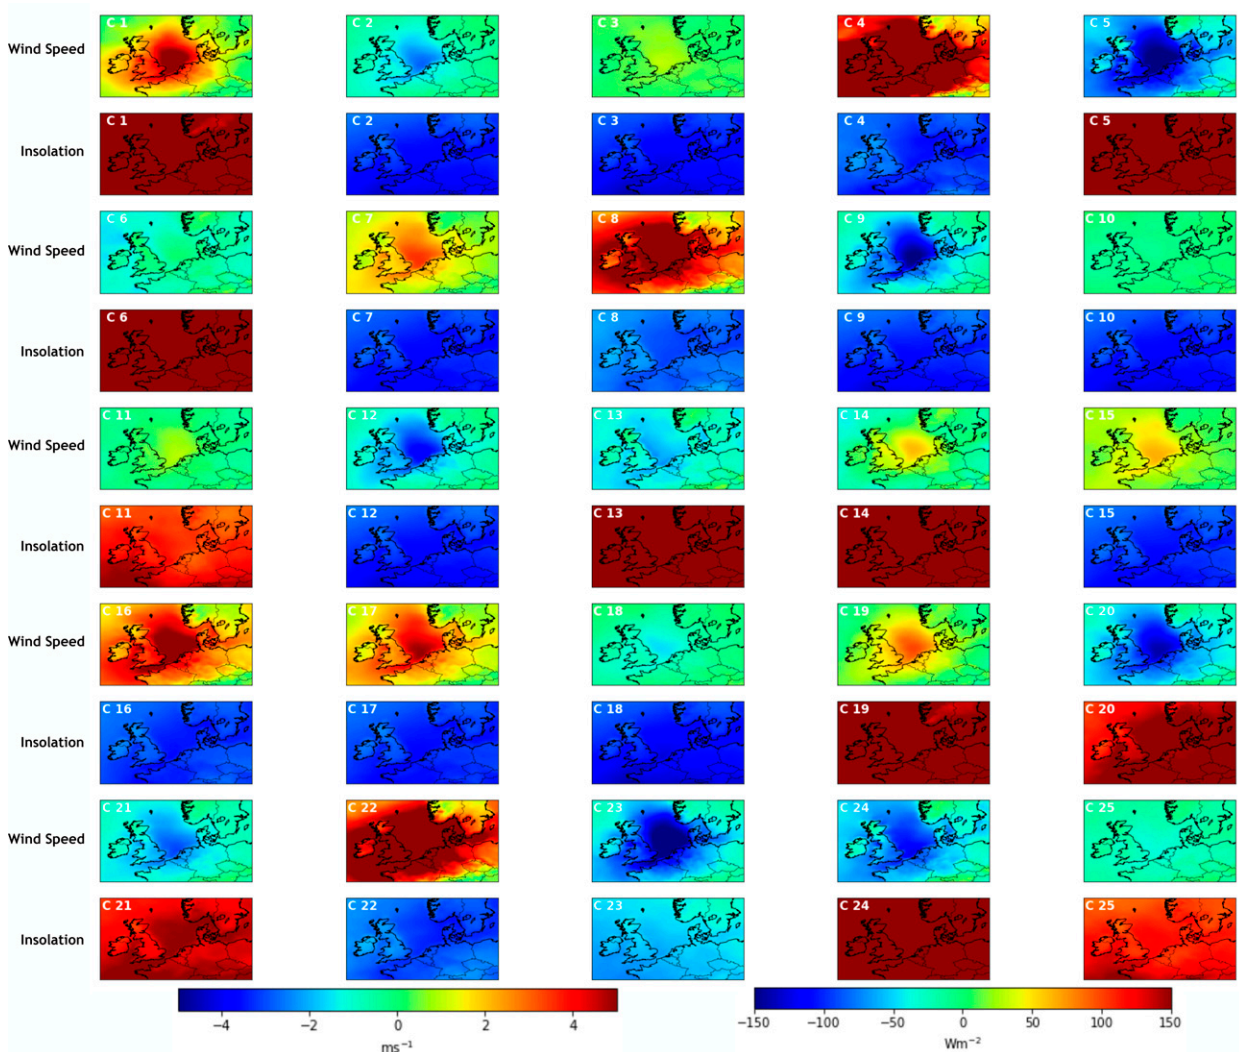 Wind Speed C 1 C 2 C 3 C 4 C 5
Insolation C 1 C 2 C 3 C 4 C 5
Wind Speed C 6 C 7 C 8 C 9 C 10
Insolation C 6 C 7 C 8 C 9 C 10
Wind Speed C 11 C 12 C 13 C 14 C 15
Insolation C 11 C 12 C 13 C 14 C 15
Wind Speed C 16 C 17 C 18 C 19 C 20
Insolation C 16 C 17 C 18 C 19 C 20
Wind Speed C 21 C 22 C 23 C 24 C 25
Insolation C 21 C 22 C 23 C 24 C 25
−4 −2 0 2 4
ms⁻¹
−150 −100 −50 0 50 100 150
Wm⁻²